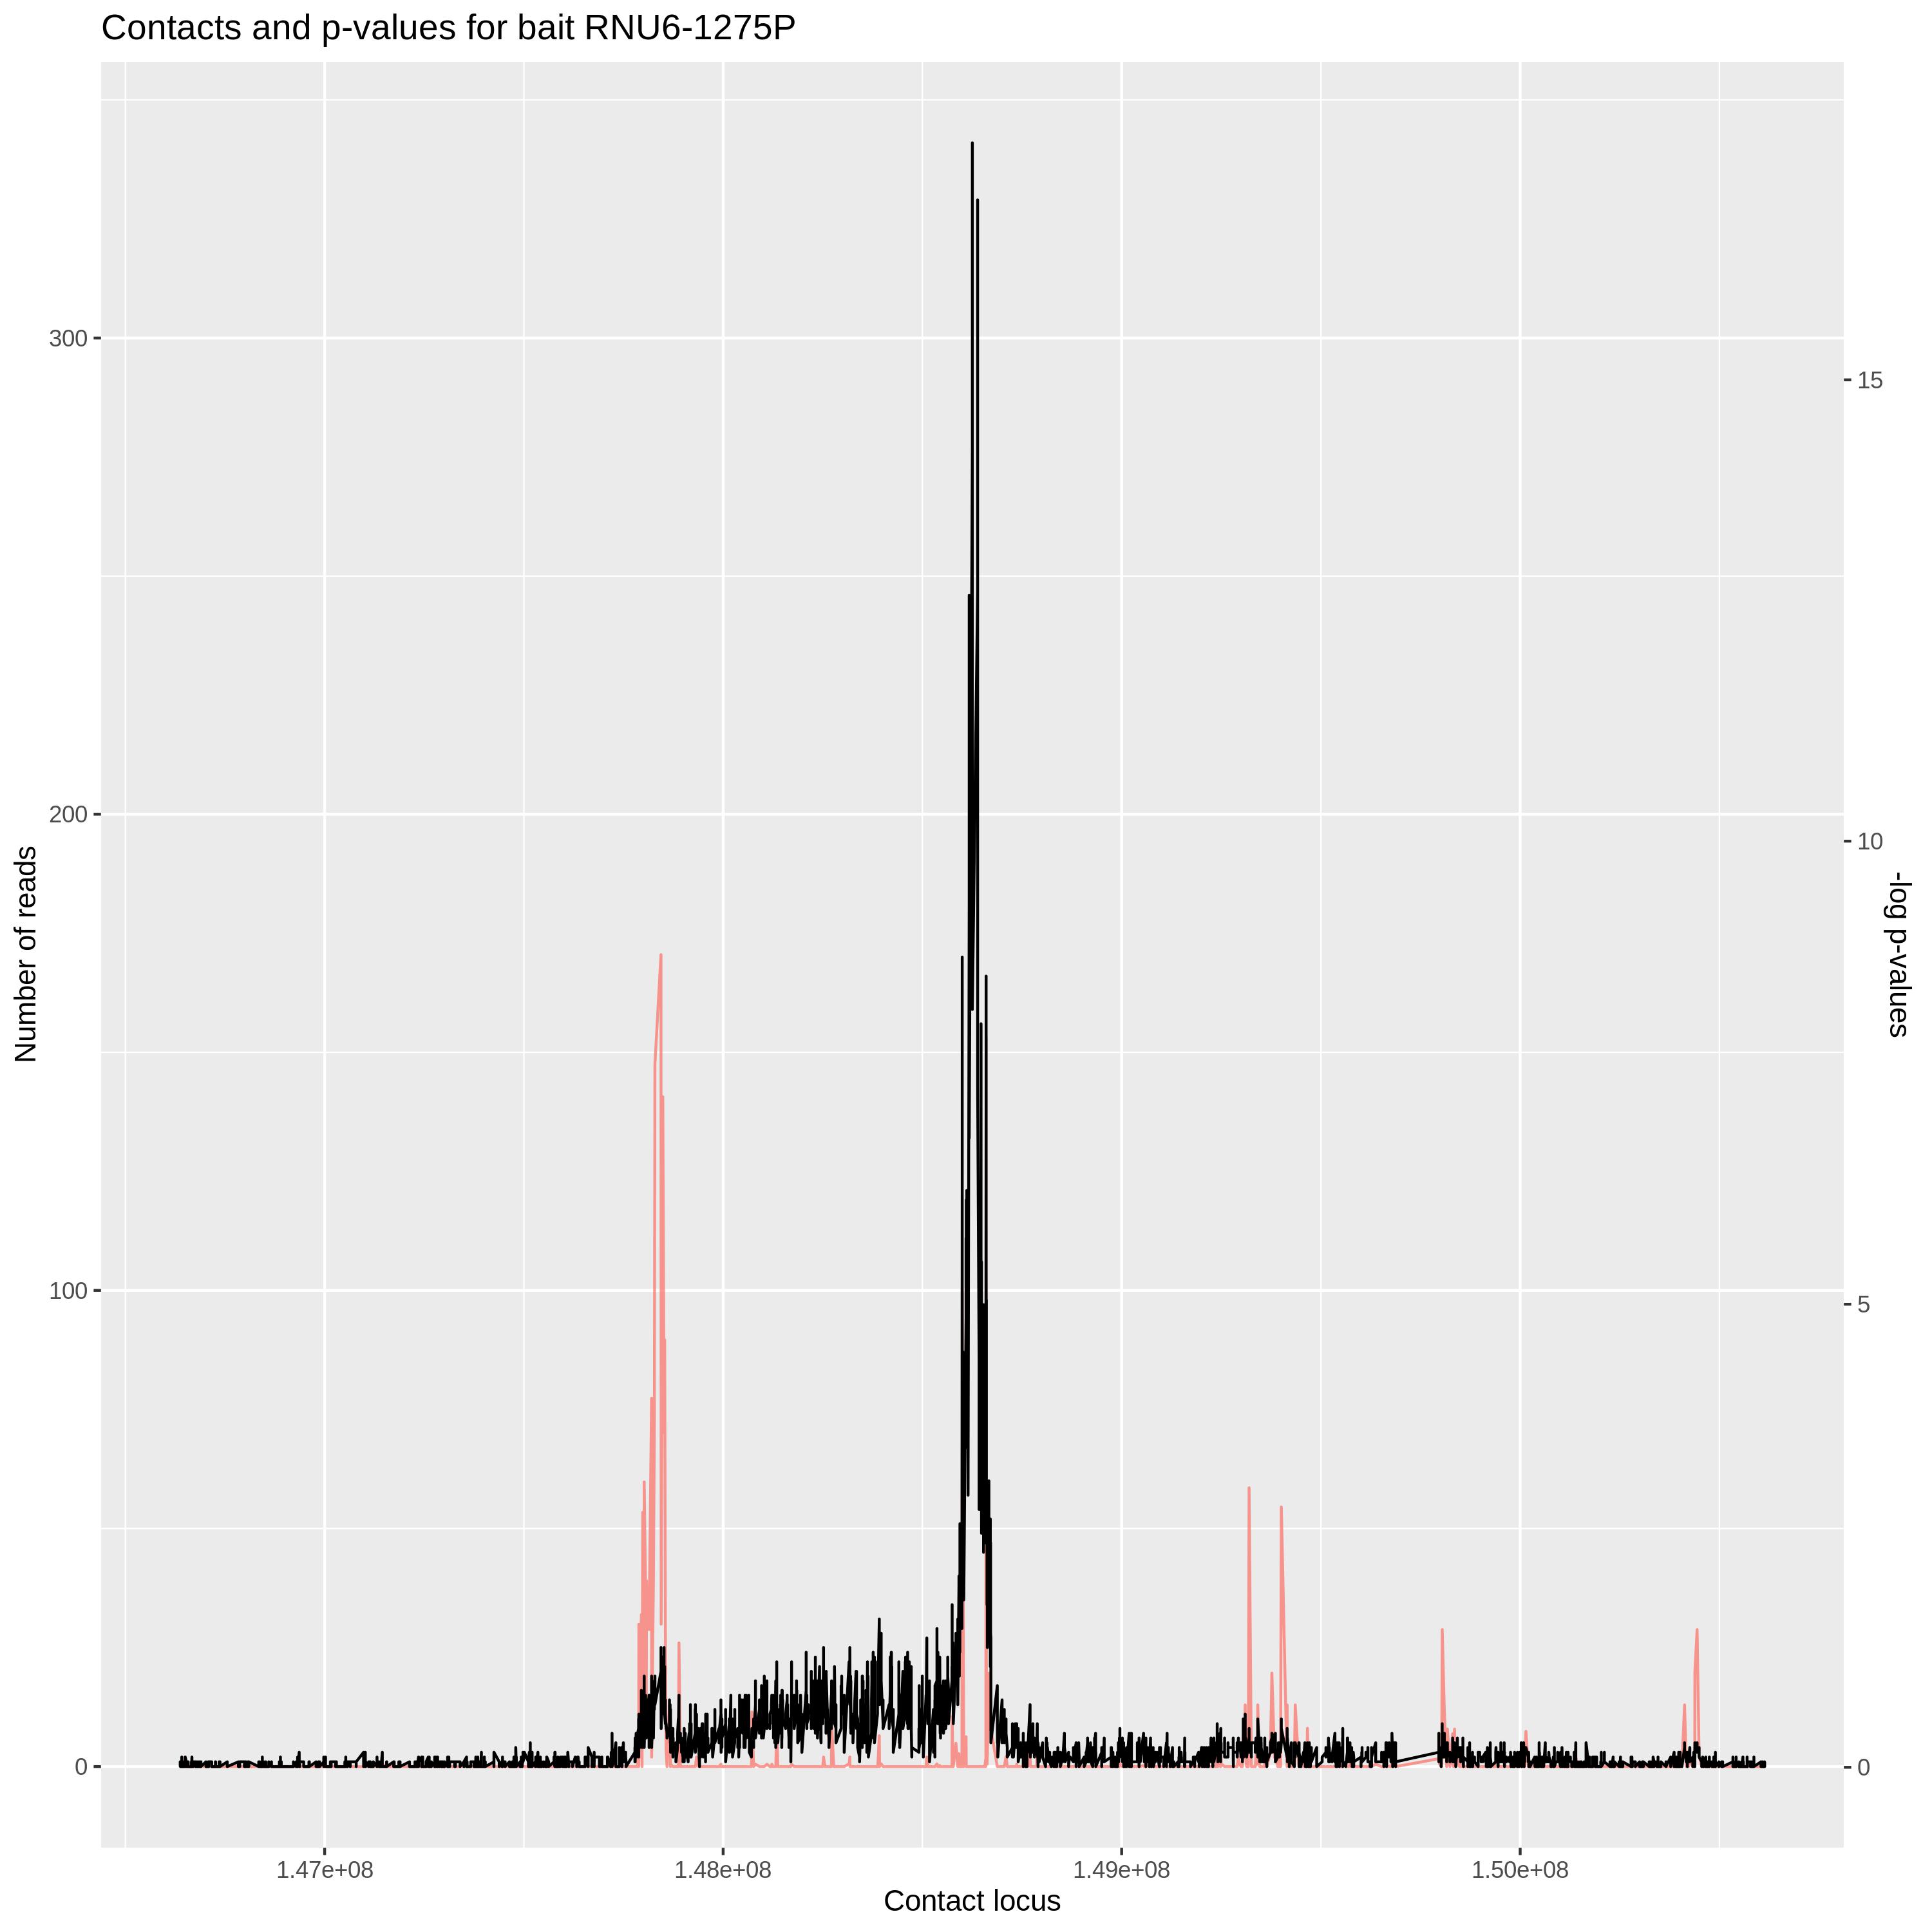 Contacts and p-values for bait RNU6-1275P
300
200
100
0
Number of reads
15
10
5
0
-log p-values
1.47e+08
1.48e+08
1.49e+08
1.50e+08
Contact locus